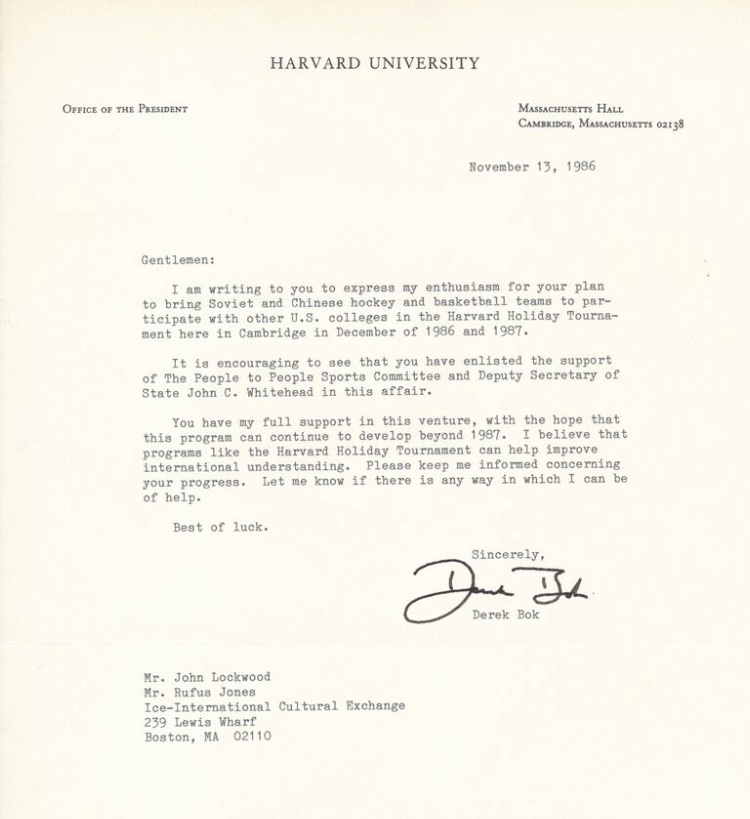 HARVARD UNIVERSITY
OFFICE OF THE PRESIDENT
MASSACHUSETTS HALL
CAMBRIDGE, MASSACHUSETTS 02138
November 13, 1986
Gentlemen:
I am writing to you to express my enthusiasm for your plan
to bring Soviet and Chinese hockey and basketball teams to par-
ticipate with other U.S. colleges in the Harvard Holiday Tourna-
ment here in Cambridge in December of 1986 and 1987.
It is encouraging to see that you have enlisted the support
of The People to People Sports Committee and Deputy Secretary of
State John C. Whitehead in this affair.
You have my full support in this venture, with the hope that
this program can continue to develop beyond 1987. I believe that
programs like the Harvard Holiday Tournament can help improve
international understanding. Please keep me informed concerning
your progress. Let me know if there is any way in which I can be
of help.
Best of luck.
Sincerely,
Derek Bok
Derek Bok
Mr. John Lockwood
Mr. Rufus Jones
Ice-International Cultural Exchange
239 Lewis Wharf
Boston, MA 02110